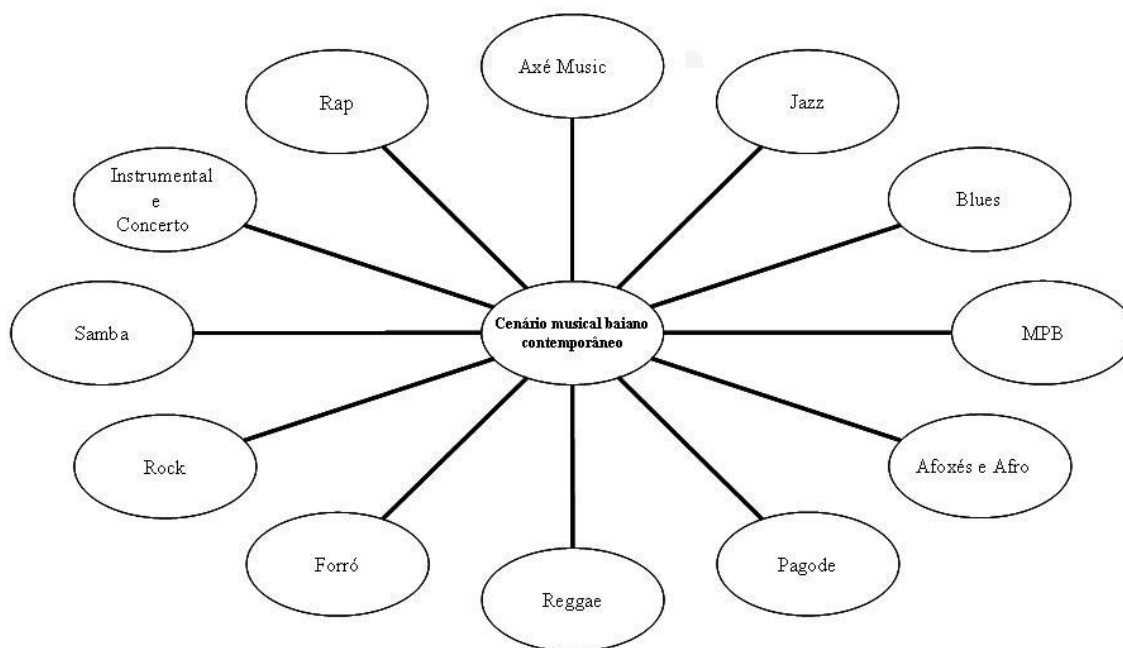 Axé Music
Rap
Jazz
Instrumental
e
Concerto
Blues
Cenário musical baiano
contemporâneo
Samba
MPB
Rock
Afoxés e Afro
Forró
Pagode
Reggae